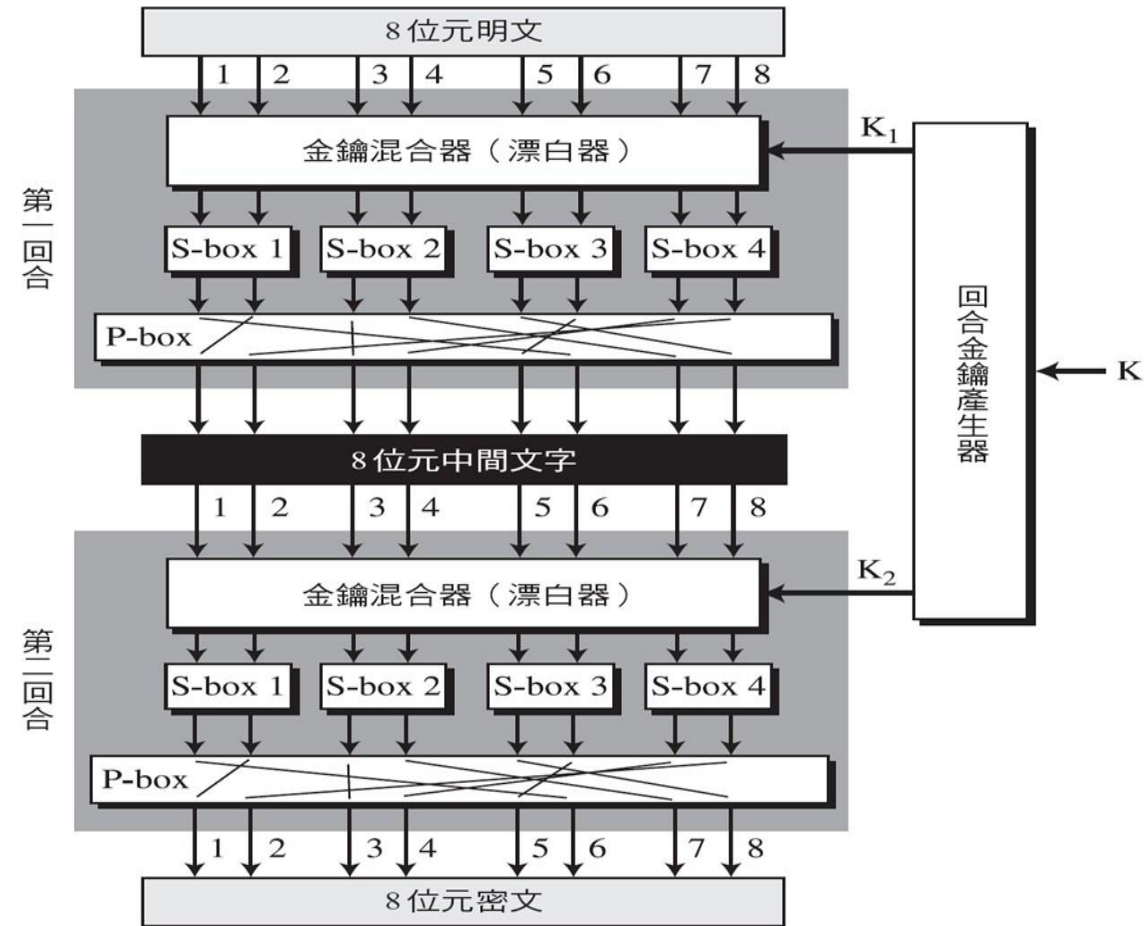 8 位元明文
1 2 3 4 5 6 7 8
金鑰混合器（漂白器）
K1
第一回合
S-box 1 S-box 2 S-box 3 S-box 4
P-box
回合金鑰產生器
K
8 位元中間文字
1 2 3 4 5 6 7 8
金鑰混合器（漂白器）
K2
第二回合
S-box 1 S-box 2 S-box 3 S-box 4
P-box
1 2 3 4 5 6 7 8
8 位元密文